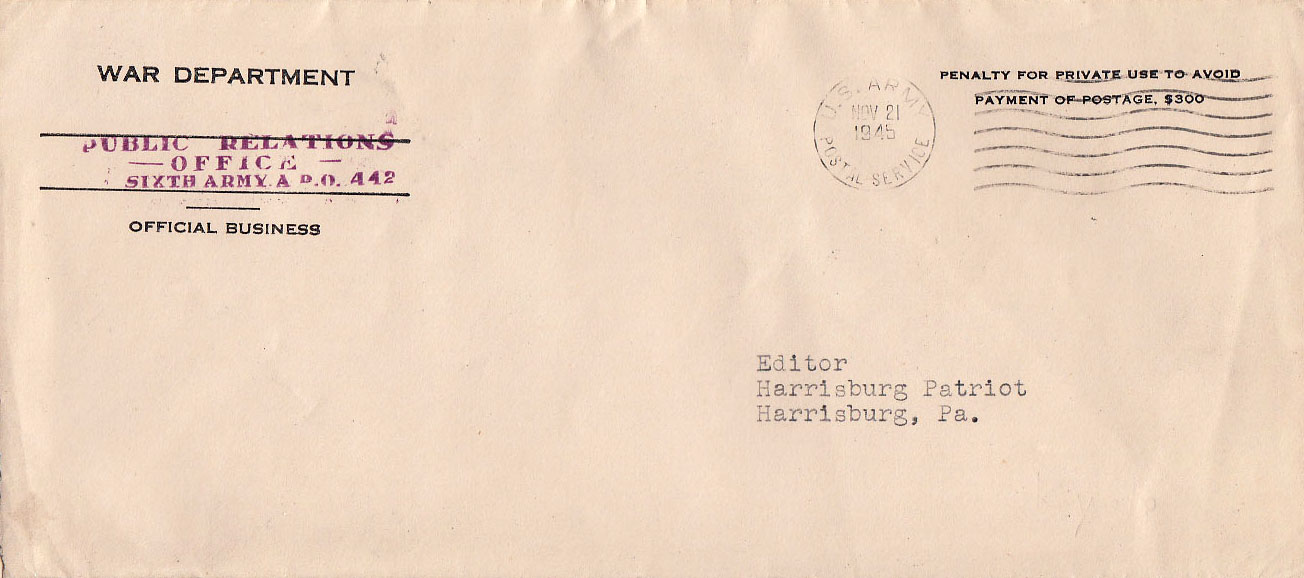 WAR DEPARTMENT
PUBLIC RELATIONS
— OFFICE —
SIXTH ARMY. A P.O. 442
OFFICIAL BUSINESS
U.S. ARMY
NOV 21
1945
POSTAL SERVICE
PENALTY FOR PRIVATE USE TO AVOID
PAYMENT OF POSTAGE, $300
Editor
Harrisburg Patriot
Harrisburg, Pa.